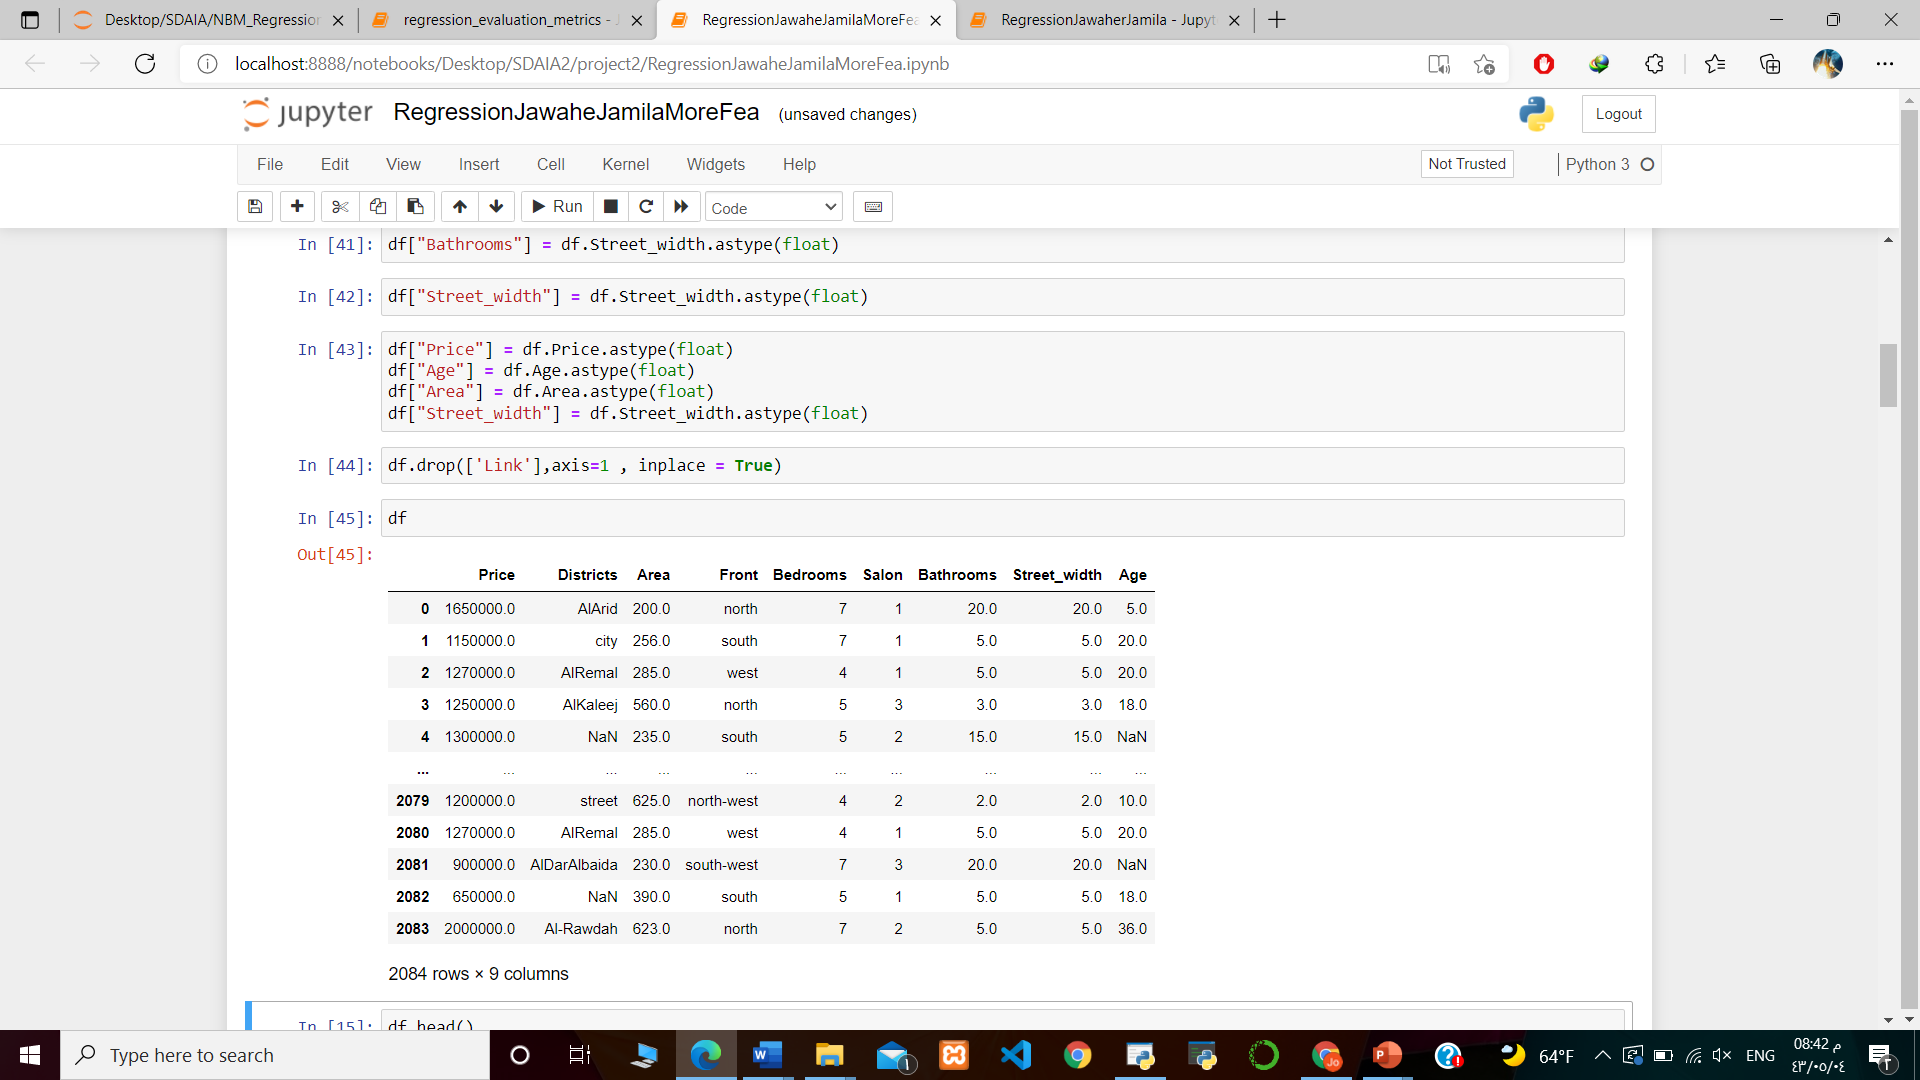 Desktop/SDAIA/NBM_Regression
regression_evaluation_metrics - J
RegressionJawaheJamilaMoreFea
RegressionJawaherJamila - Jupyt
localhost:8888/notebooks/Desktop/SDAIA2/project2/RegressionJawaheJamilaMoreFea.ipynb
jupyter RegressionJawaheJamilaMoreFea (unsaved changes)
Logout
File Edit View Insert Cell Kernel Widgets Help
Not Trusted
Python 3
Run
Code
In [41]: df["Bathrooms"] = df.Street_width.astype(float)
In [42]: df["Street_width"] = df.Street_width.astype(float)
In [43]: df["Price"] = df.Price.astype(float)
df["Age"] = df.Age.astype(float)
df["Area"] = df.Area.astype(float)
df["Street_width"] = df.Street_width.astype(float)
In [44]: df.drop(['Link'],axis=1 , inplace = True)
In [45]: df
Out[45]:
Price Districts Area Front Bedrooms Salon Bathrooms Street_width Age
0 1650000.0 AlArid 200.0 north 7 1 20.0 20.0 5.0
1 1150000.0 city 256.0 south 7 1 5.0 5.0 20.0
2 1270000.0 AlRemal 285.0 west 4 1 5.0 5.0 20.0
3 1250000.0 AlKaleej 560.0 north 5 3 3.0 3.0 18.0
4 1300000.0 NaN 235.0 south 5 2 15.0 15.0 NaN
... ... ... ... ... ... ... ... ... ...
2079 1200000.0 street 625.0 north-west 4 2 2.0 2.0 10.0
2080 1270000.0 AlRemal 285.0 west 4 1 5.0 5.0 20.0
2081 900000.0 AlDarAlbaida 230.0 south-west 7 3 20.0 20.0 NaN
2082 650000.0 NaN 390.0 south 5 1 5.0 5.0 18.0
2083 2000000.0 Al-Rawdah 623.0 north 7 2 5.0 5.0 36.0
2084 rows × 9 columns
In [15]: df.head()
Type here to search
64°F
ENG
08:42 م
٤٣/٠٥/٠٤